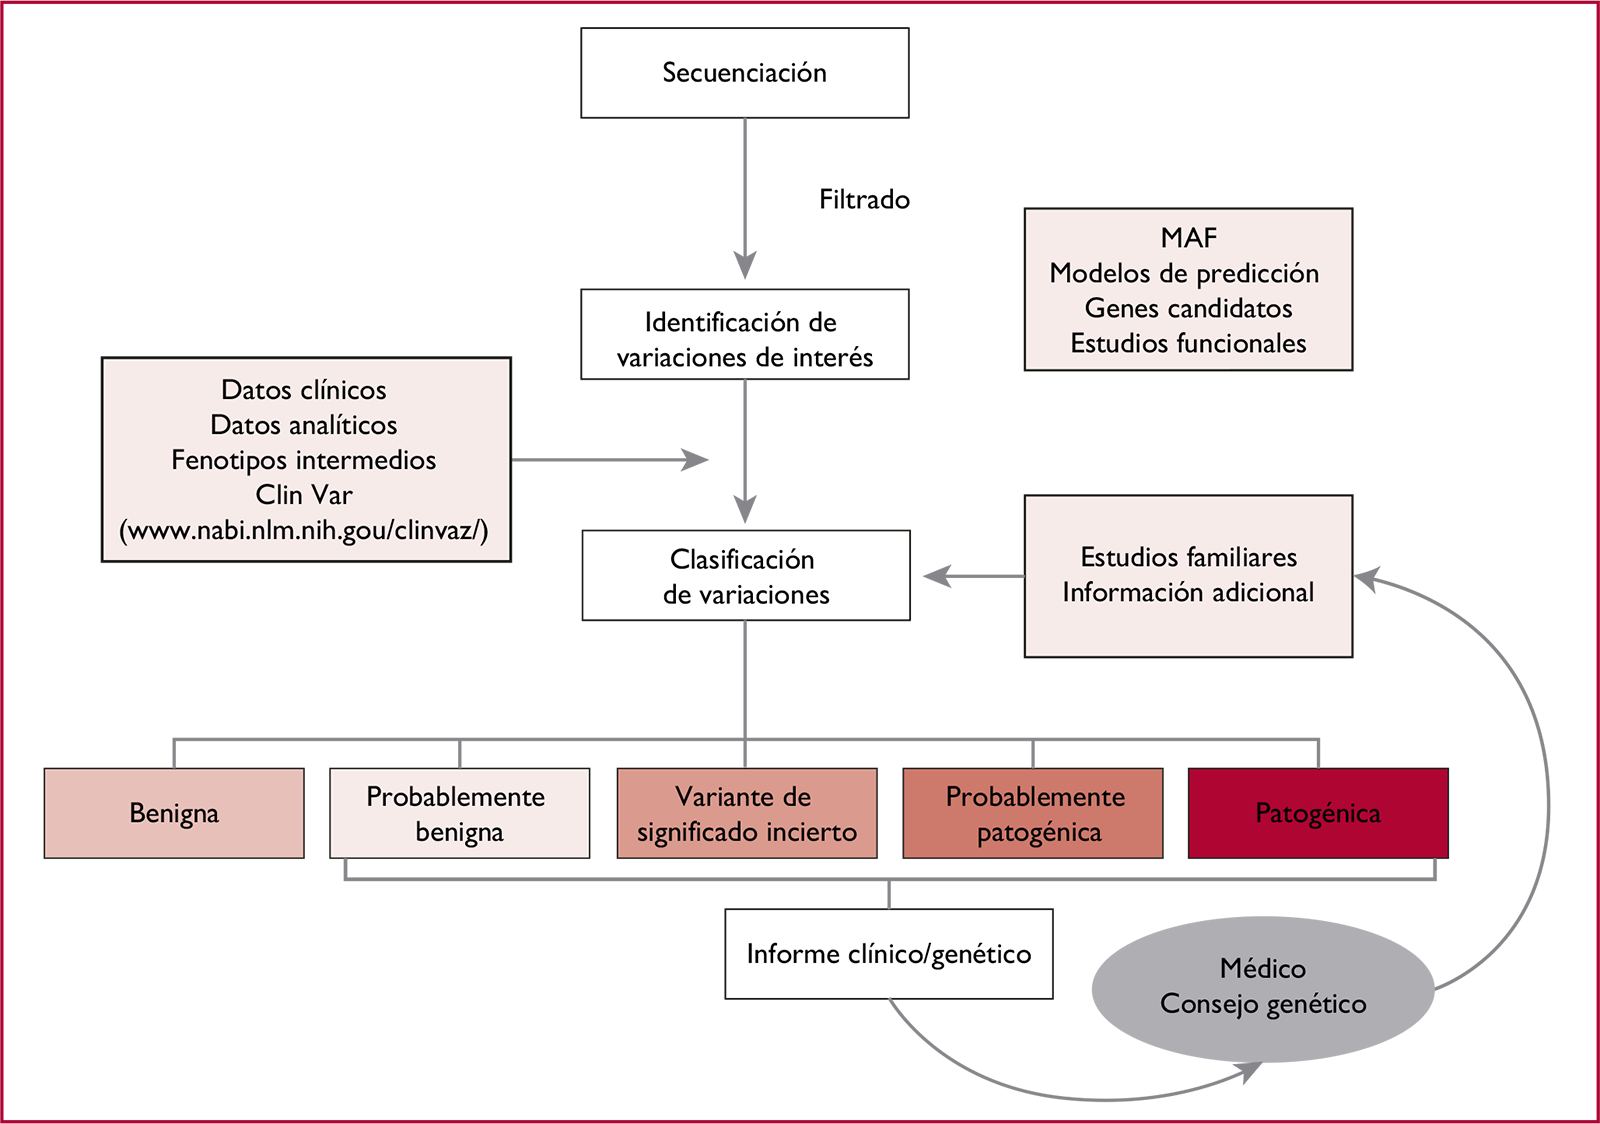 Secuenciación
Filtrado
MAF
Modelos de predicción
Genes candidatos
Estudios funcionales
Identificación de
variaciones de interés
Datos clínicos
Datos analíticos
Fenotipos intermedios
Clin Var
(www.nabi.nlm.nih.gou/clinvaz/)
Clasificación
de variaciones
Estudios familiares
Información adicional
Benigna
Probablemente
benigna
Variante de
significado incierto
Probablemente
patogénica
Patogénica
Informe clínico/genético
Médico
Consejo genético